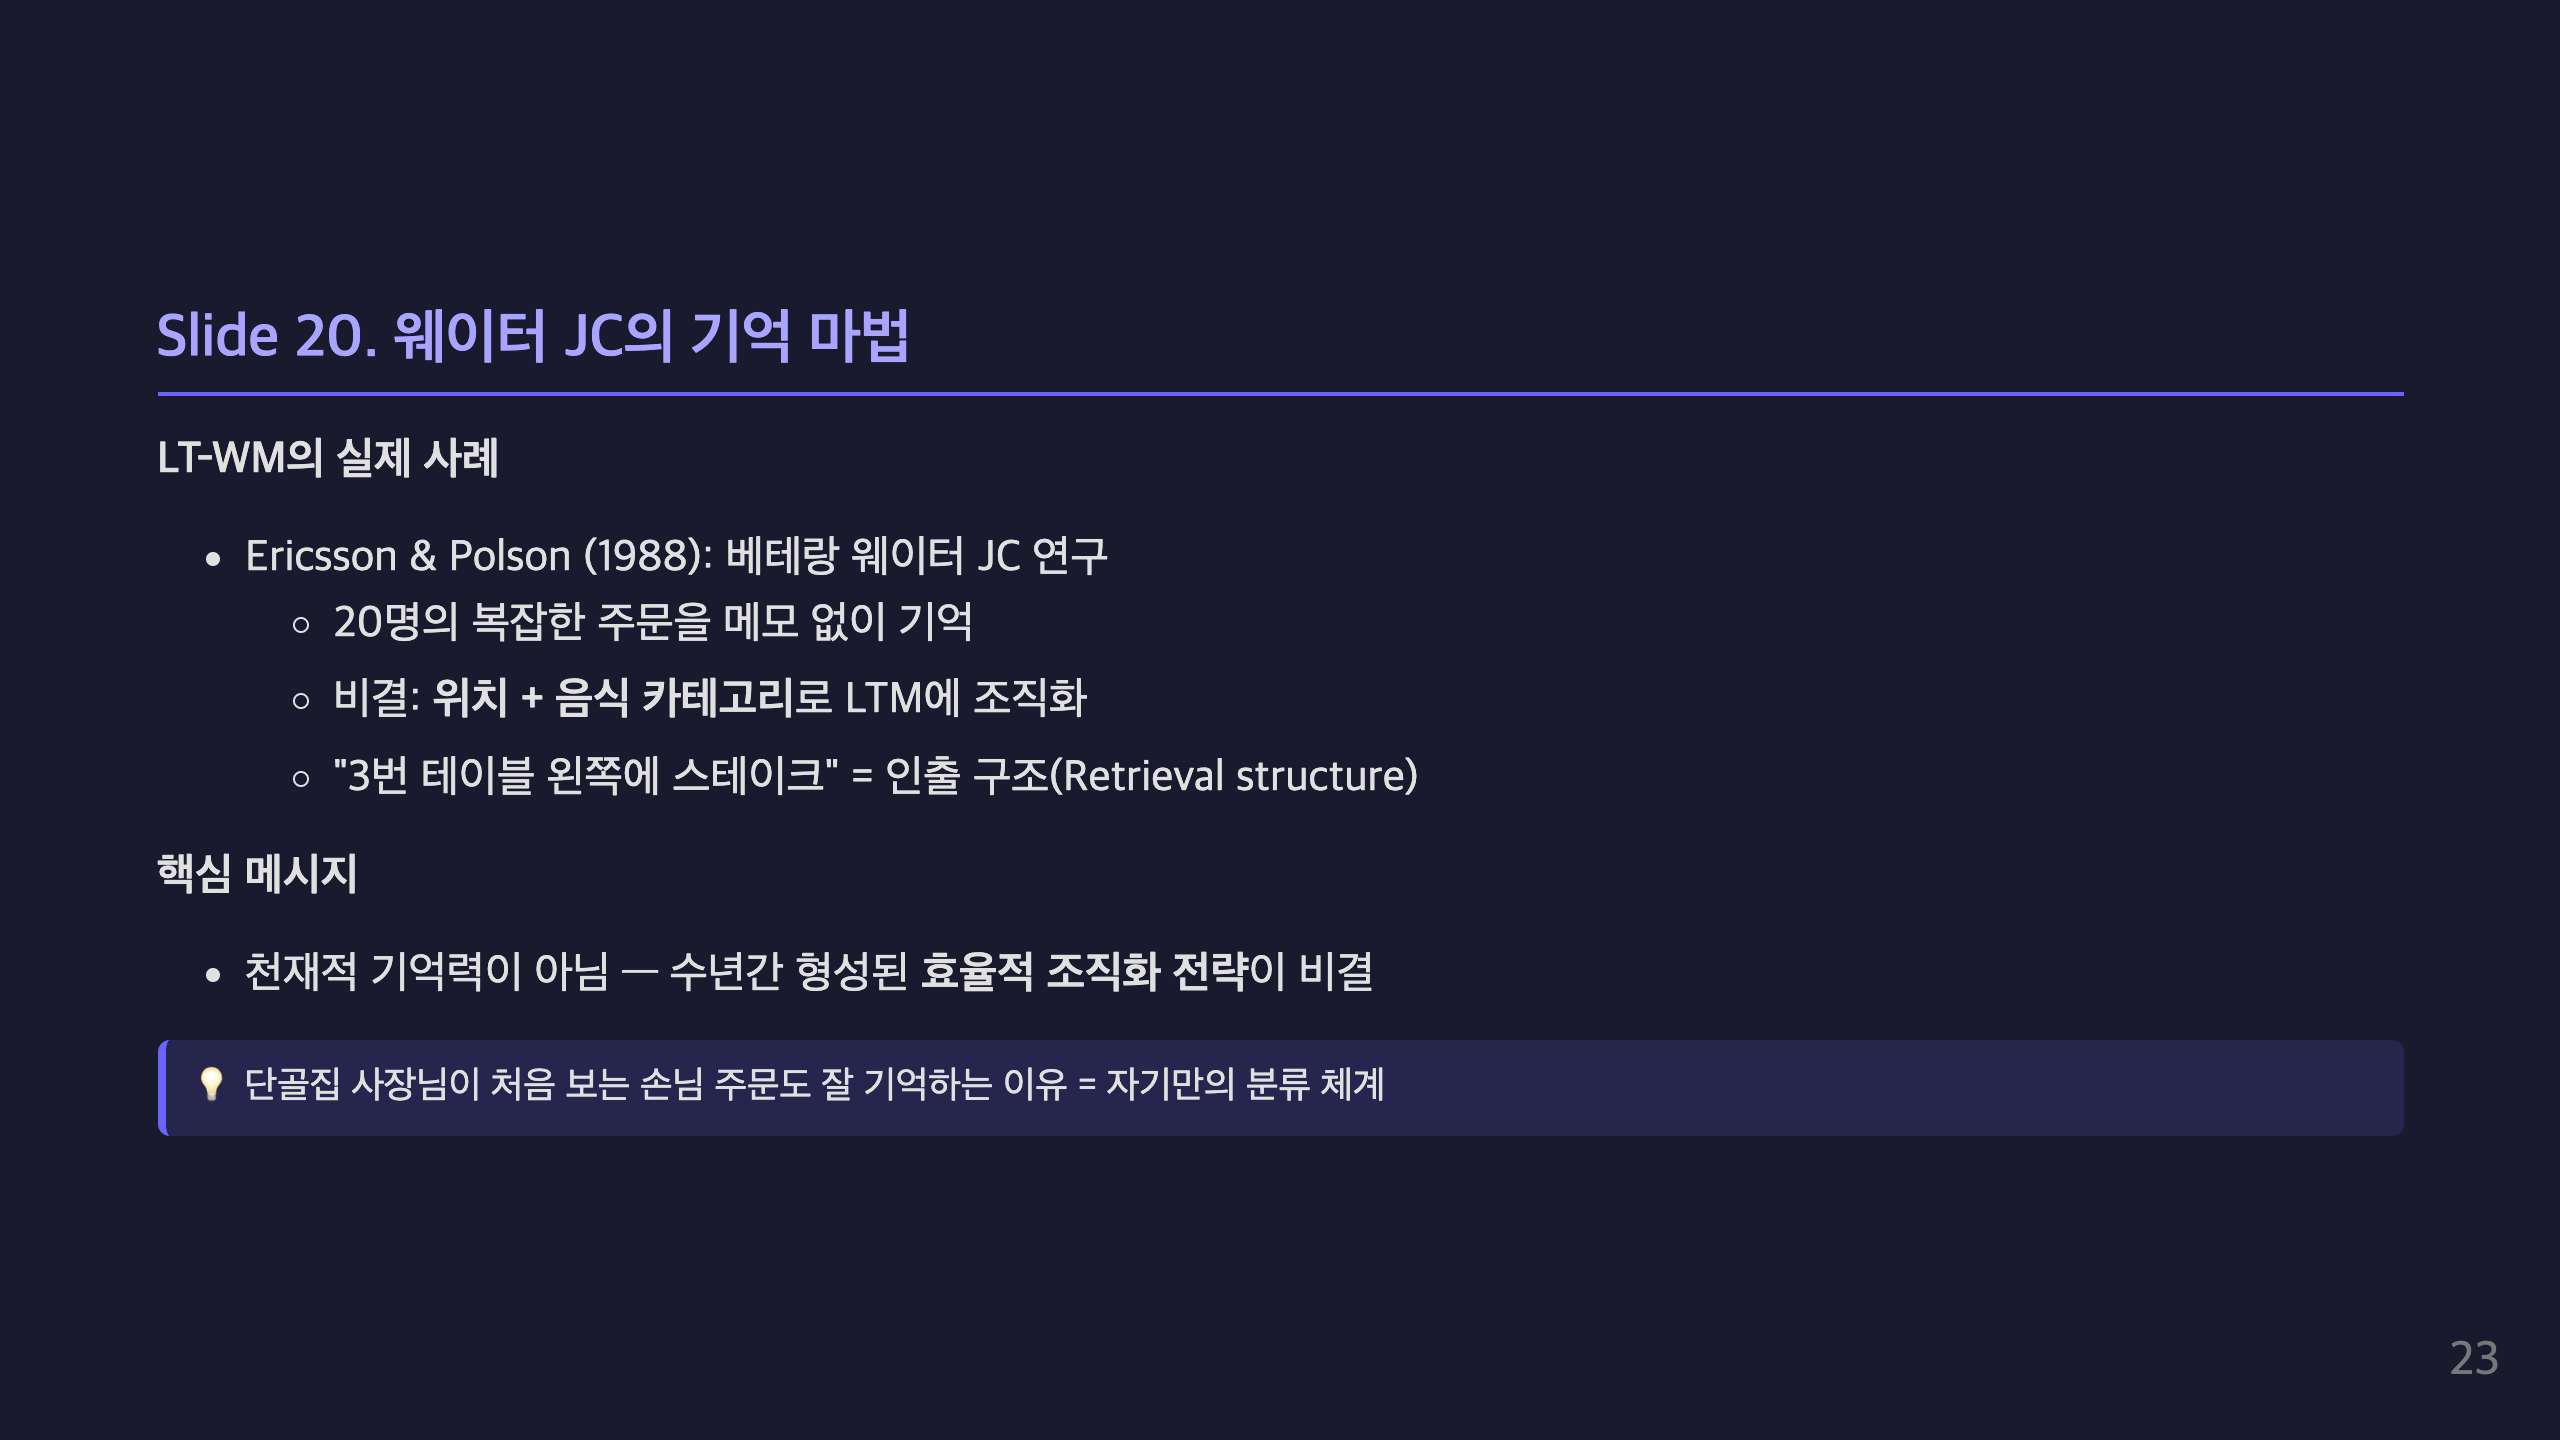 Slide 20. 웨이터 JC의 기억 마법
LT-WM의 실제 사례
• Ericsson & Polson (1988): 베테랑 웨이터 JC 연구
◦ 20명의 복잡한 주문을 메모 없이 기억
◦ 비결: 위치 + 음식 카테고리로 LTM에 조직화
◦ "3번 테이블 왼쪽에 스테이크" = 인출 구조(Retrieval structure)
핵심 메시지
• 천재적 기억력이 아님 — 수년간 형성된 효율적 조직화 전략이 비결
💡 단골집 사장님이 처음 보는 손님 주문도 잘 기억하는 이유 = 자기만의 분류 체계
23